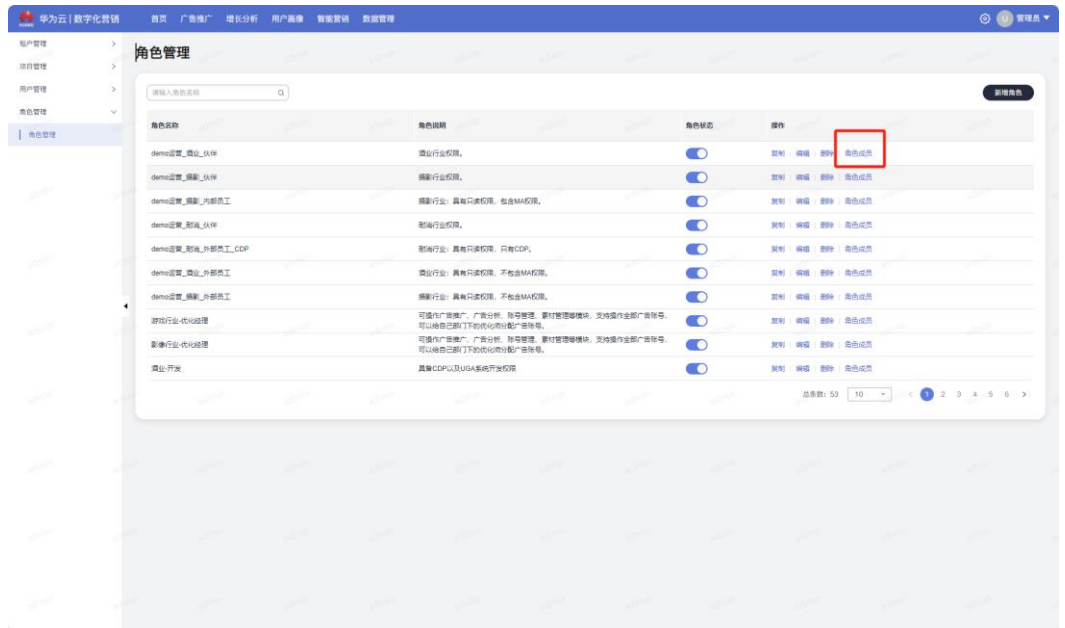 华为云 | 数字化营销 首页 广告推广 增长分析 用户画像 智能营销 数据管理 管理员
租户管理
项目管理
用户管理
角色管理
角色管理
角色管理
请输入角色名称
新增角色
角色名称 角色说明 角色状态 操作
demo运营_酒业_伙伴 酒业行业权限。 复制 编辑 删除 角色成员
demo运营_摄影_伙伴 摄影行业权限。 复制 编辑 删除 角色成员
demo运营_摄影_内部员工 摄影行业：具有只读权限，包含MA权限。 复制 编辑 删除 角色成员
demo运营_耐消_伙伴 耐消行业权限。 复制 编辑 删除 角色成员
demo运营_耐消_外部员工_CDP 耐消行业：具有只读权限，只有CDP。 复制 编辑 删除 角色成员
demo运营_酒业_外部员工 酒业行业：具有只读权限，不包含MA权限。 复制 编辑 删除 角色成员
demo运营_摄影_外部员工 摄影行业：具有只读权限，不包含MA权限。 复制 编辑 删除 角色成员
游戏行业-优化经理 可操作广告推广、广告分析、账号管理、素材管理等模块，支持操作全部广告账号， 复制 编辑 删除 角色成员
可以给自己部门下的优化师分配广告账号。
影像行业-优化经理 可操作广告推广、广告分析、账号管理、素材管理等模块，支持操作全部广告账号， 复制 编辑 删除 角色成员
可以给自己部门下的优化师分配广告账号。
酒业-开发 具备CDP以及UGA系统开发权限 复制 编辑 删除 角色成员
总条数: 53 10 < 1 2 3 4 5 6 >